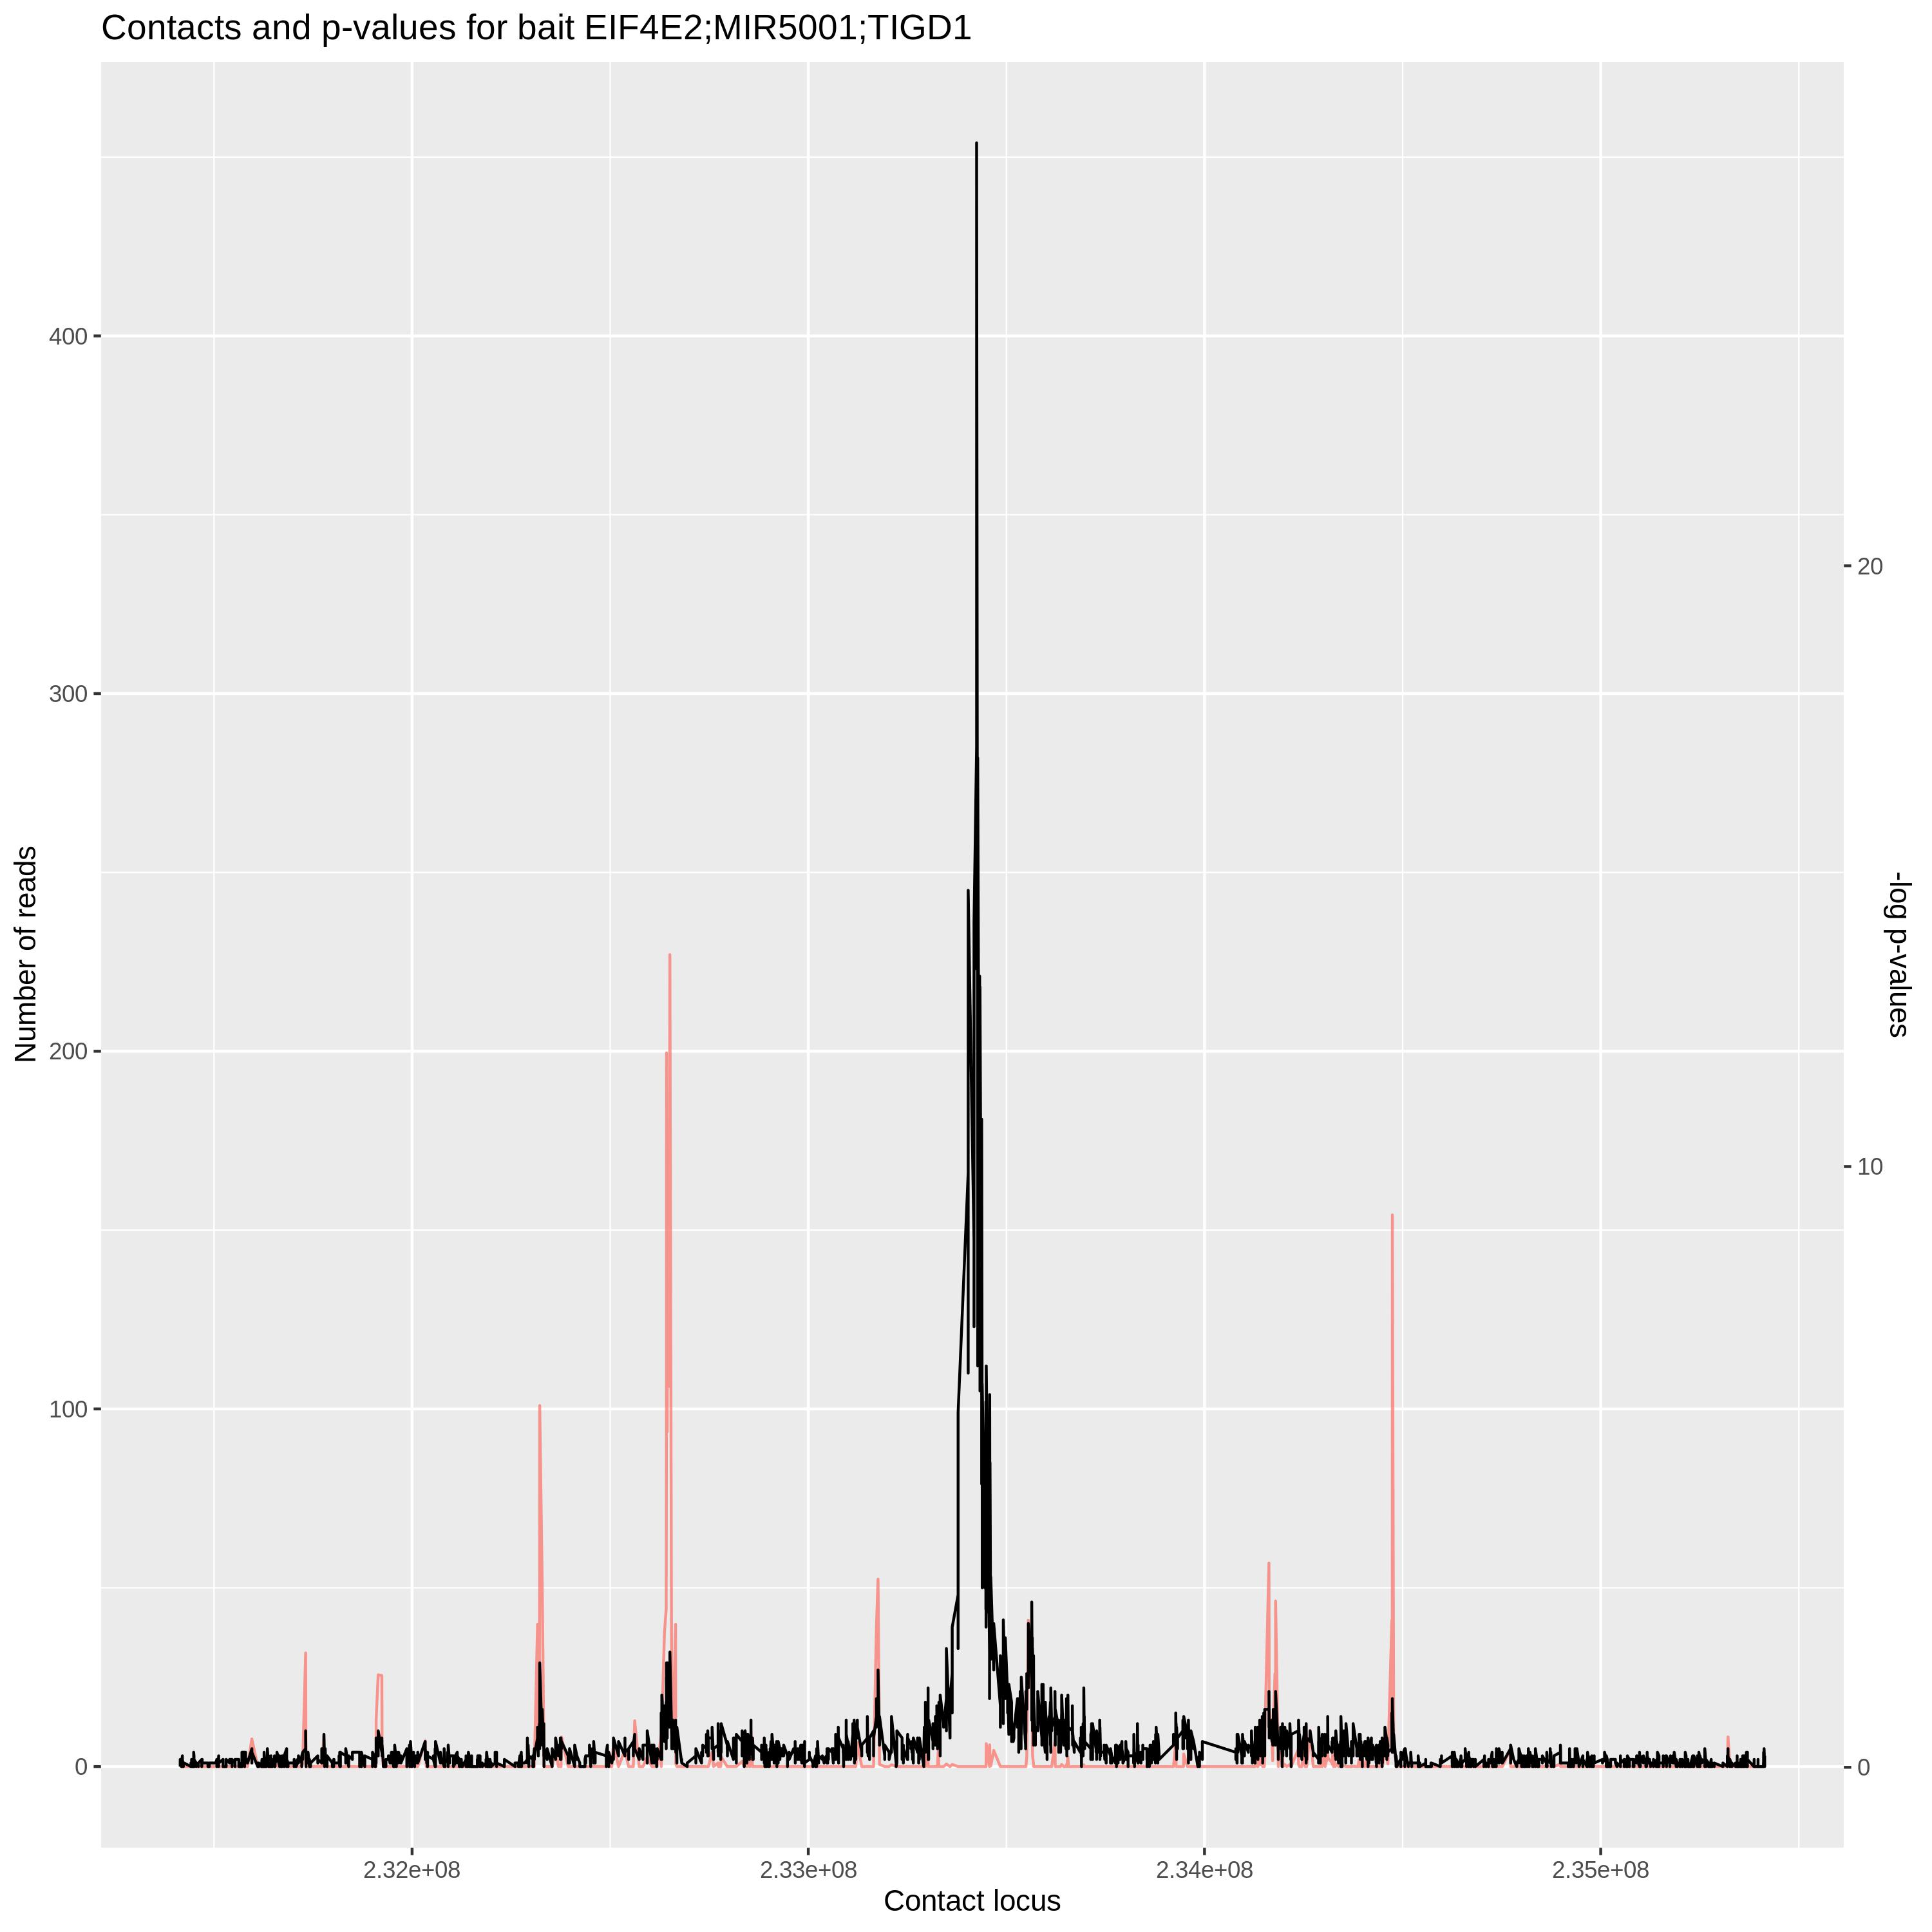 Contacts and p-values for bait EIF4E2;MIR5001;TIGD1
Number of reads
400
300
200
100
0
20
10
0
-log p-values
2.32e+08
2.33e+08
2.34e+08
2.35e+08
Contact locus